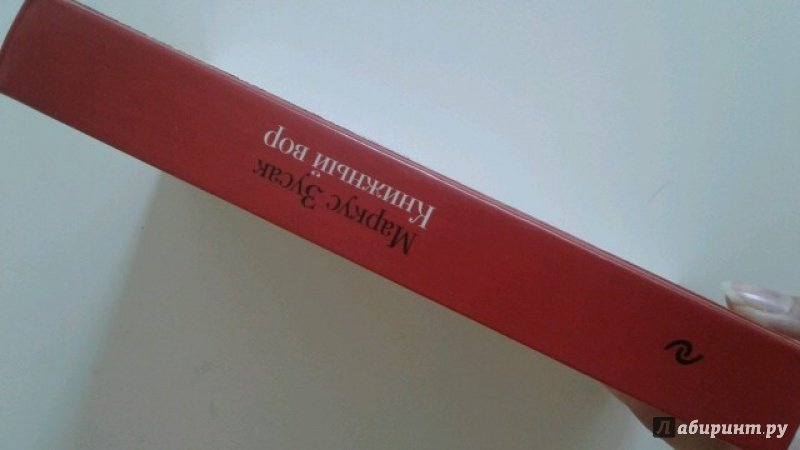 Маркус Зусак
Книжный вор
Лабиринт.ру